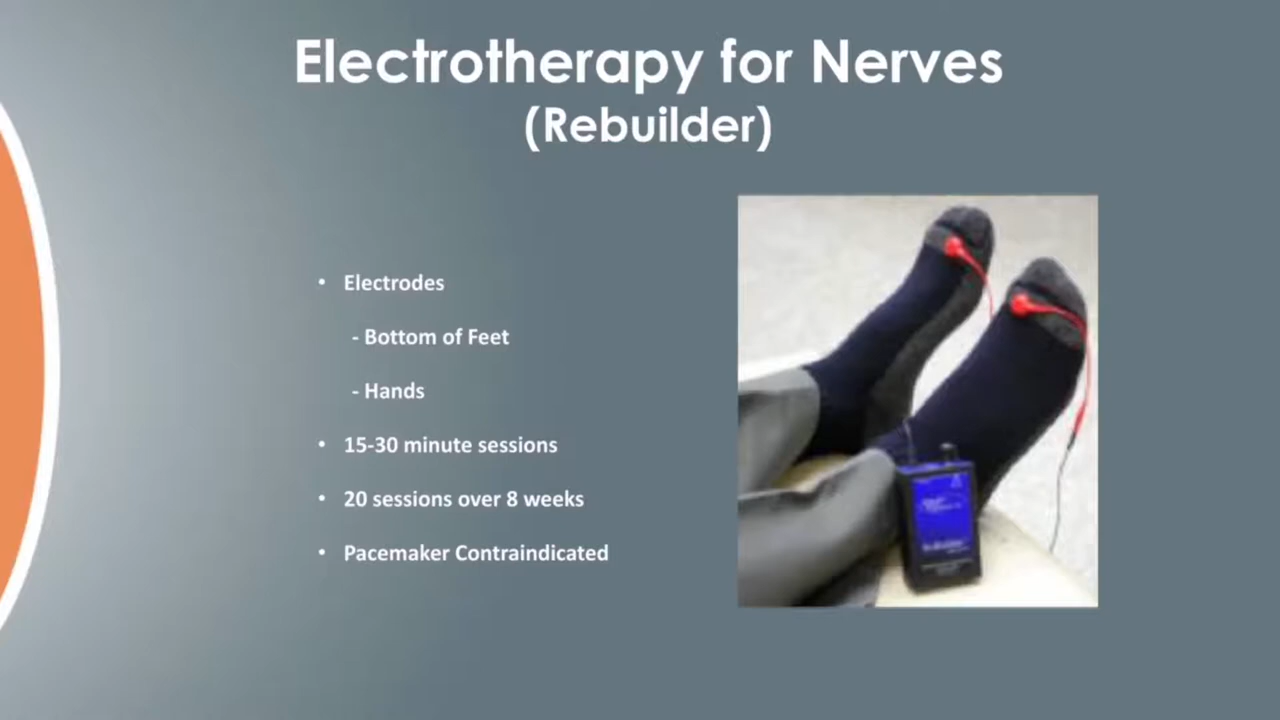 Electrotherapy for Nerves
(Rebuilder)
• Electrodes
- Bottom of Feet
- Hands
• 15-30 minute sessions
• 20 sessions over 8 weeks
• Pacemaker Contraindicated